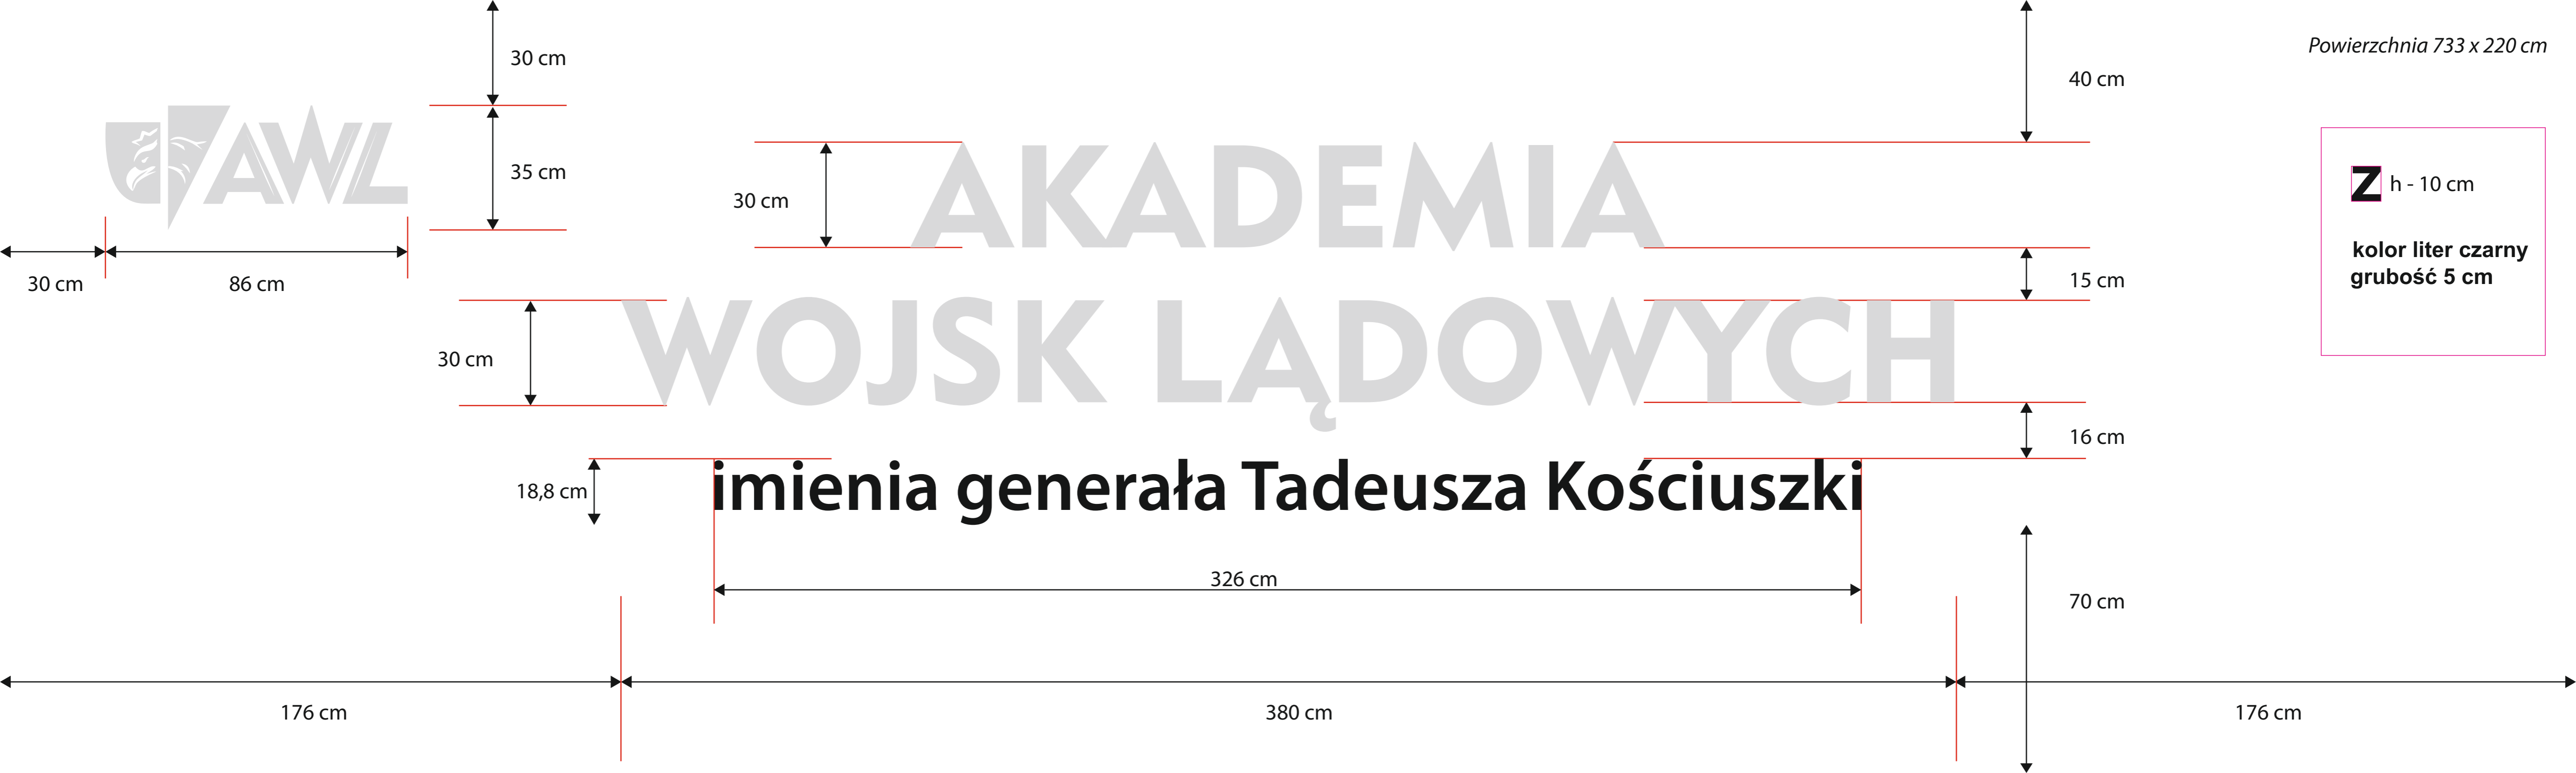 30 cm
Powierzchnia 733 x 220 cm
40 cm
AWL
35 cm
30 cm
AKADEMIA
Z h - 10 cm
kolor liter czarny
grubość 5 cm
30 cm
86 cm
15 cm
30 cm
WOJSK LĄDOWYCH
16 cm
18,8 cm
imienia generała Tadeusza Kościuszki
326 cm
70 cm
176 cm
380 cm
176 cm